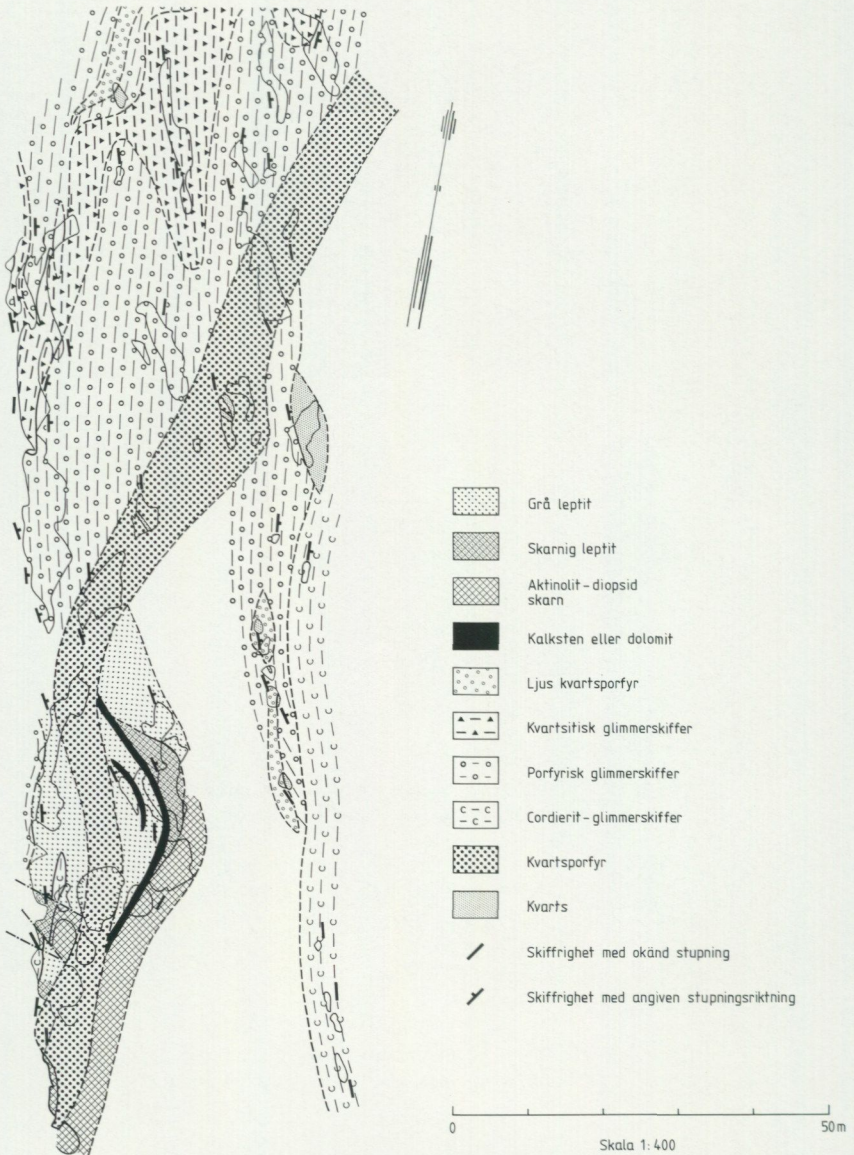 Grå leptit
Skarnig leptit
Aktinolit-diopsid
skarn
Kalksten eller dolomit
Ljus kvartsporfyr
Kvartsitisk glimmerskiffer
Porfyrisk glimmerskiffer
Cordierit-glimmerskiffer
Kvartsporfyr
Kvarts
Skiffrighet med okänd stupning
Skiffrighet med angiven stupningsriktning
0 50 m
Skala 1:400